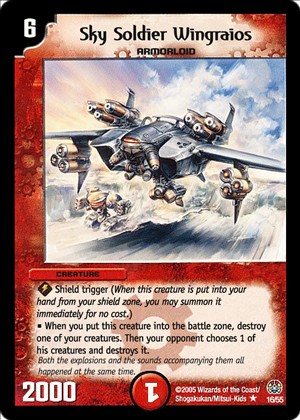 6
Sky Soldier Wingraios
ARMORLOID
CREATURE
Shield trigger (When this creature is put into your
hand from your shield zone, you may summon it
immediately for no cost.)
■ When you put this creature into the battle zone, destroy
one of your creatures. Then your opponent chooses 1 of
his creatures and destroys it.
Both the explosions and the sounds accompanying them all
happened at the same time.
2000
1
©2005 Wizards of the Coast/
Shogakukan/Mitsui-Kids ★ 16/55